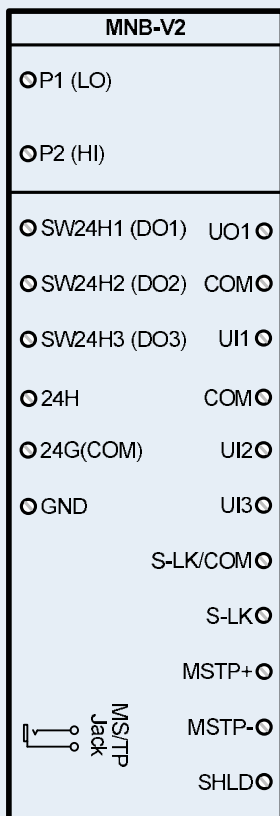 MNB-V2
P1 (LO)
P2 (HI)
SW24H1 (DO1) UO1
SW24H2 (DO2) COM
SW24H3 (DO3) UI1
24H COM
24G(COM) UI2
GND UI3
S-LK/COM
S-LK
MSTP+
MSTP-
SHLD
MS/TP
Jack